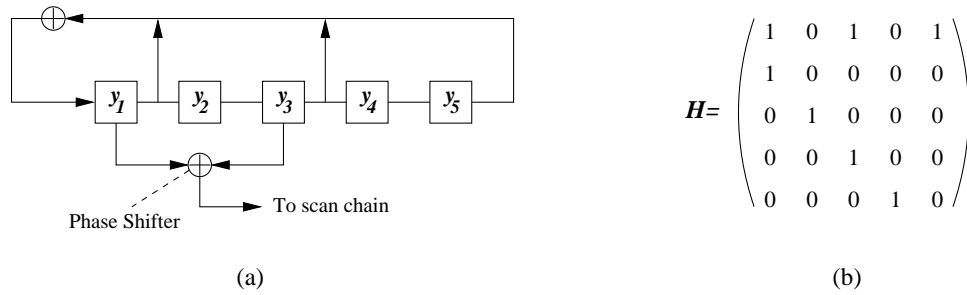 y1 y2 y3 y4 y5
Phase Shifter
To scan chain
(a)
H=
1 0 1 0 1
1 0 0 0 0
0 1 0 0 0
0 0 1 0 0
0 0 0 1 0
(b)